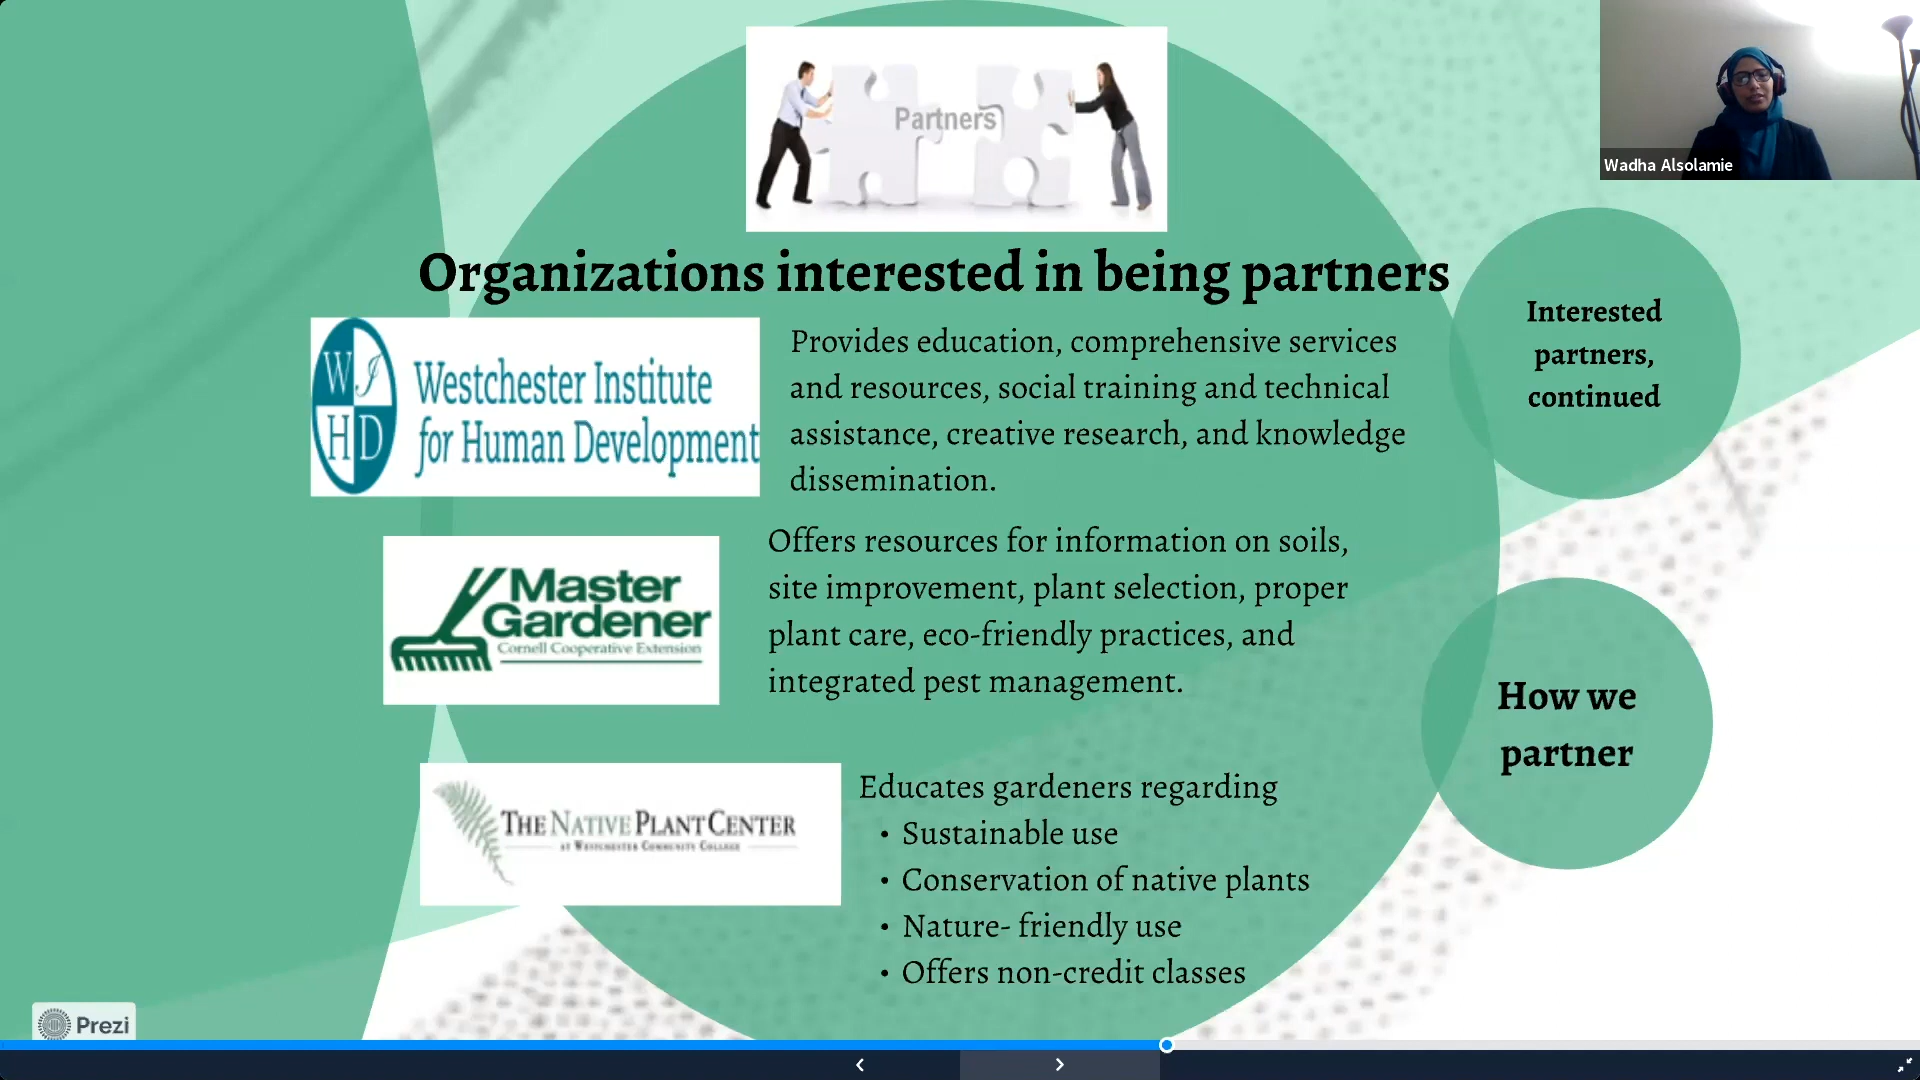 Partners
Wadha Alsolamie
Organizations interested in being partners
W I
H D
Westchester Institute
for Human Development
Provides education, comprehensive services
and resources, social training and technical
assistance, creative research, and knowledge
dissemination.
Master
Gardener
Cornell Cooperative Extension
Offers resources for information on soils,
site improvement, plant selection, proper
plant care, eco-friendly practices, and
integrated pest management.
THE NATIVE PLANT CENTER
AT WESTCHESTER COMMUNITY COLLEGE
Educates gardeners regarding
• Sustainable use
• Conservation of native plants
• Nature- friendly use
• Offers non-credit classes
Interested
partners,
continued
How we
partner
Prezi